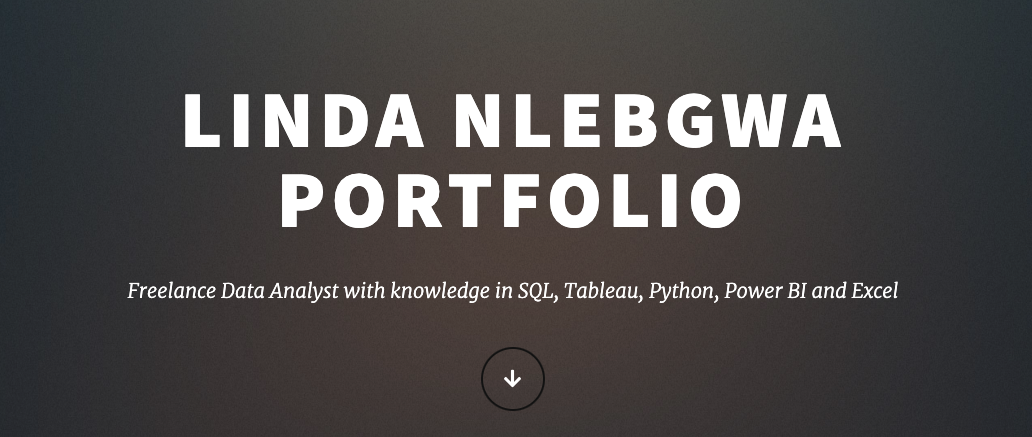 LINDA NLEBGWA
PORTFOLIO
Freelance Data Analyst with knowledge in SQL, Tableau, Python, Power BI and Excel